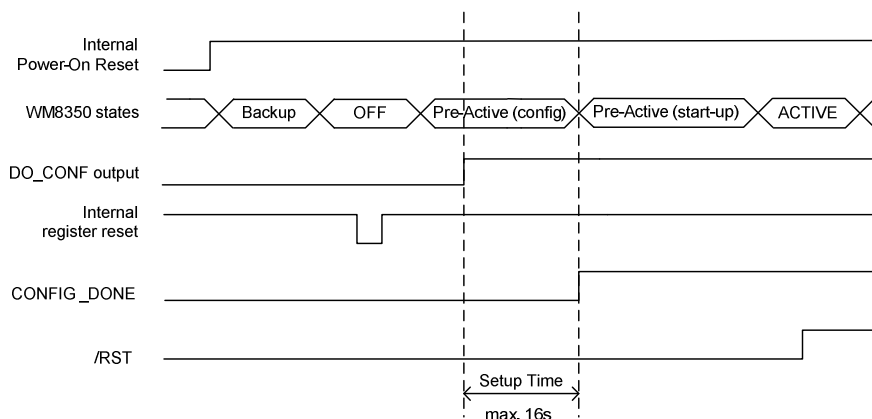 Internal
Power-On Reset
WM8350 states
Backup
OFF
Pre-Active (config)
Pre-Active (start-up)
ACTIVE
DO_CONF output
Internal
register reset
CONFIG_DONE
/RST
Setup Time
max. 16s